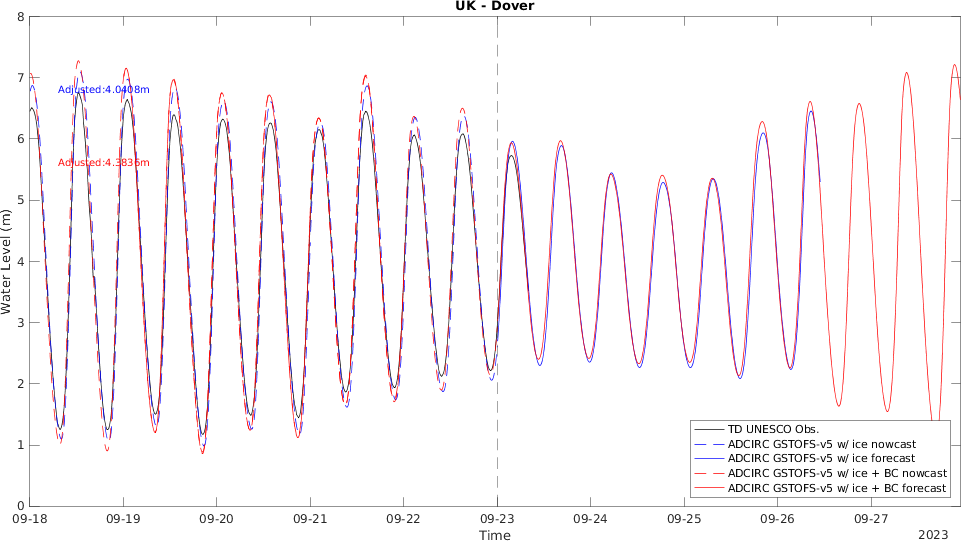 UK - Dover
8
7
6
5
4
3
2
1
0
Water Level (m)
Adjusted:4.0408m
Adjusted:4.3836m
TD UNESCO Obs.
ADCIRC GSTOFS-v5 w/ ice nowcast
ADCIRC GSTOFS-v5 w/ ice forecast
ADCIRC GSTOFS-v5 w/ ice + BC nowcast
ADCIRC GSTOFS-v5 w/ ice + BC forecast
09-18 09-19 09-20 09-21 09-22 09-23 09-24 09-25 09-26 09-27
Time
2023